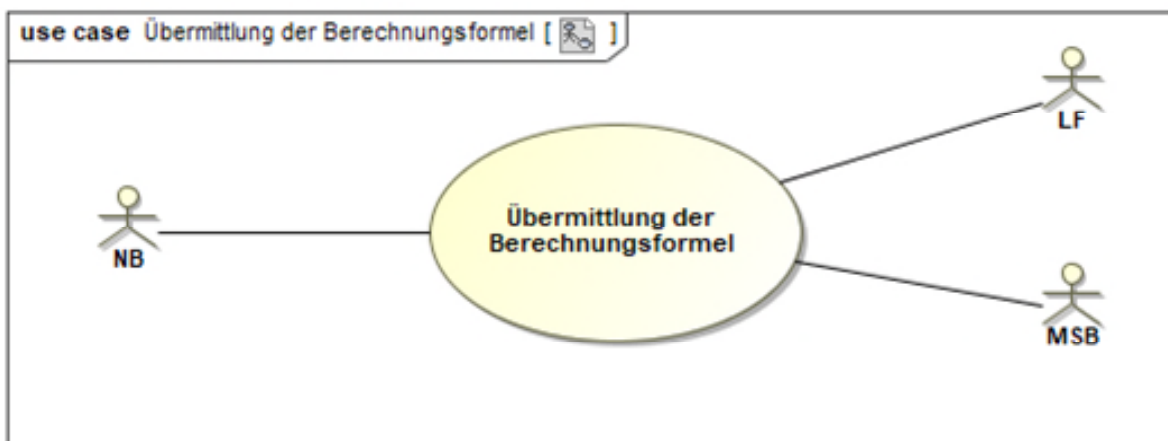 use case Übermittlung der Berechnungsformel [ ]
LF
Übermittlung der
Berechnungsformel
NB
MSB